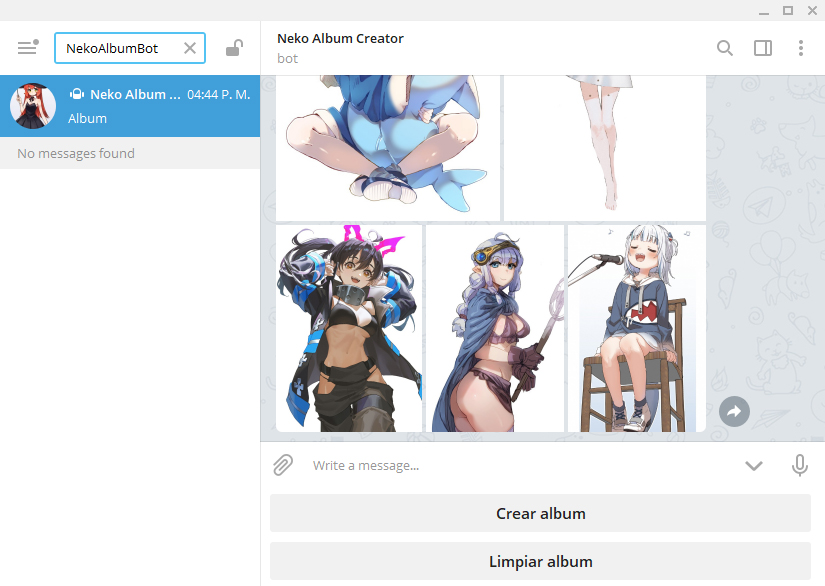 NekoAlbumBot
Neko Album Creator
bot
Neko Album ... 04:44 P. M.
Album
No messages found
Write a message...
Crear album
Limpiar album